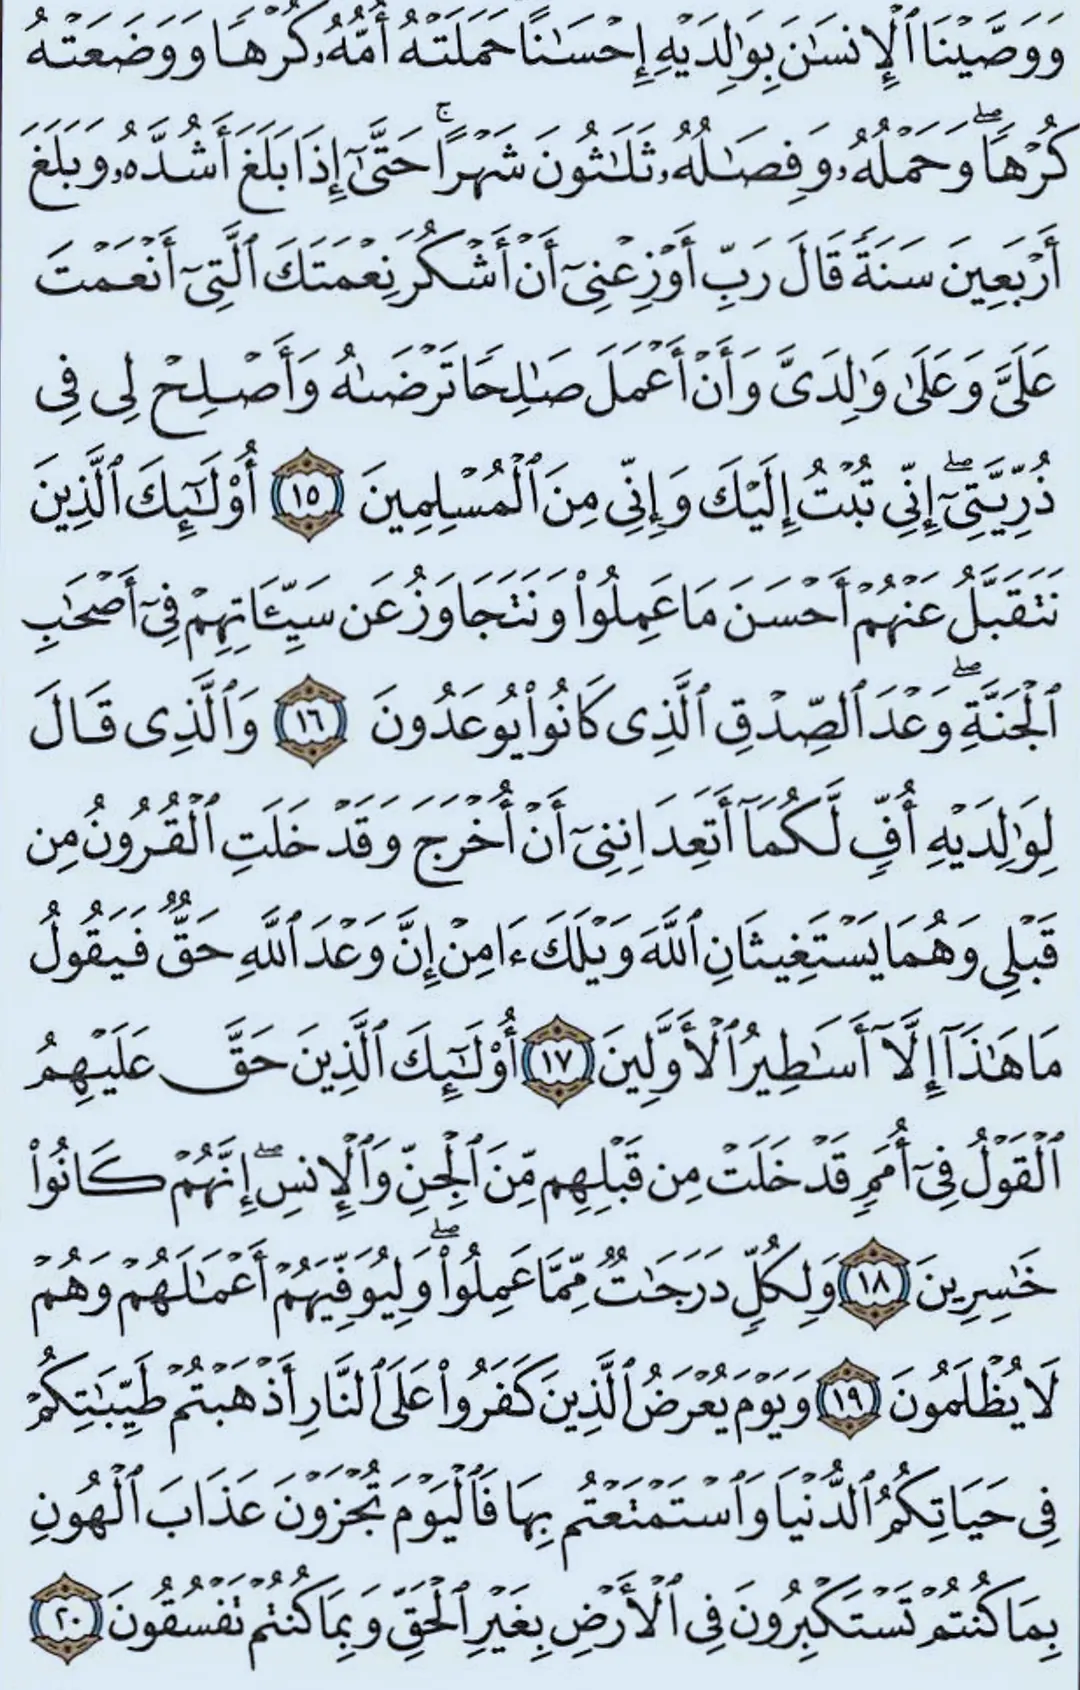 وَوَصَّيْنَا ٱلْإِنسَٰنَ بِوَٰلِدَيْهِ إِحْسَٰنًا حَمَلَتْهُ أُمُّهُۥ كُرْهًا وَوَضَعَتْهُ
كُرْهًاۖ وَحَمْلُهُۥ وَفِصَٰلُهُۥ ثَلَٰثُونَ شَهْرًاۚ حَتَّىٰٓ إِذَا بَلَغَ أَشُدَّهُۥ وَبَلَغَ
أَرْبَعِينَ سَنَةً قَالَ رَبِّ أَوْزِعْنِىٓ أَنْ أَشْكُرَ نِعْمَتَكَ ٱلَّتِىٓ أَنْعَمْتَ
عَلَىَّ وَعَلَىٰ وَٰلِدَىَّ وَأَنْ أَعْمَلَ صَٰلِحًا تَرْضَىٰهُ وَأَصْلِحْ لِى فِى
ذُرِّيَّتِىٓۖ إِنِّى تُبْتُ إِلَيْكَ وَإِنِّى مِنَ ٱلْمُسْلِمِينَ ١٥ أُو۟لَٰٓئِكَ ٱلَّذِينَ
نَتَقَبَّلُ عَنْهُمْ أَحْسَنَ مَا عَمِلُوا۟ وَنَتَجَاوَزُ عَن سَيِّـَٔاتِهِمْ فِىٓ أَصْحَٰبِ
ٱلْجَنَّةِۖ وَعْدَ ٱلصِّدْقِ ٱلَّذِى كَانُوا۟ يُوعَدُونَ ١٦ وَٱلَّذِى قَالَ
لِوَٰلِدَيْهِ أُفٍّ لَّكُمَآ أَتَعِدَانِنِىٓ أَنْ أُخْرَجَ وَقَدْ خَلَتِ ٱلْقُرُونُ مِن
قَبْلِى وَهُمَا يَسْتَغِيثَانِ ٱللَّهَ وَيْلَكَ ءَامِنْ إِنَّ وَعْدَ ٱللَّهِ حَقٌّ فَيَقُولُ
مَا هَٰذَآ إِلَّآ أَسَٰطِيرُ ٱلْأَوَّلِينَ ١٧ أُو۟لَٰٓئِكَ ٱلَّذِينَ حَقَّ عَلَيْهِمُ
ٱلْقَوْلُ فِىٓ أُمَمٍ قَدْ خَلَتْ مِن قَبْلِهِم مِّنَ ٱلْجِنِّ وَٱلْإِنسِۖ إِنَّهُمْ كَانُوا۟
خَٰسِرِينَ ١٨ وَلِكُلٍّ دَرَجَٰتٌ مِّمَّا عَمِلُوا۟ۖ وَلِيُوَفِّيَهُمْ أَعْمَٰلَهُمْ وَهُمْ
لَا يُظْلَمُونَ ١٩ وَيَوْمَ يُعْرَضُ ٱلَّذِينَ كَفَرُوا۟ عَلَى ٱلنَّارِ أَذْهَبْتُمْ طَيِّبَٰتِكُمْ
فِى حَيَاتِكُمُ ٱلدُّنْيَا وَٱسْتَمْتَعْتُم بِهَا فَٱلْيَوْمَ تُجْزَوْنَ عَذَابَ ٱلْهُونِ
بِمَا كُنتُمْ تَسْتَكْبِرُونَ فِى ٱلْأَرْضِ بِغَيْرِ ٱلْحَقِّ وَبِمَا كُنتُمْ تَفْسُقُونَ ٢٠